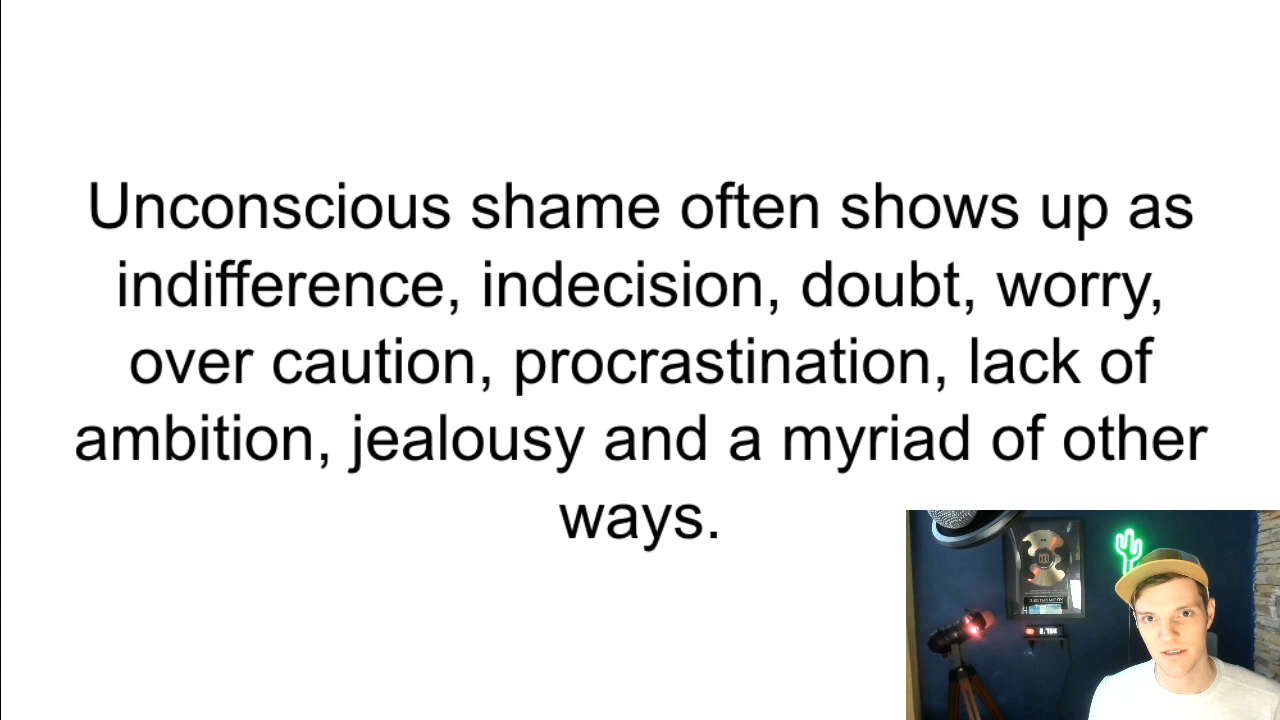 Unconscious shame often shows up as
indifference, indecision, doubt, worry,
over caution, procrastination, lack of
ambition, jealousy and a myriad of other
ways.